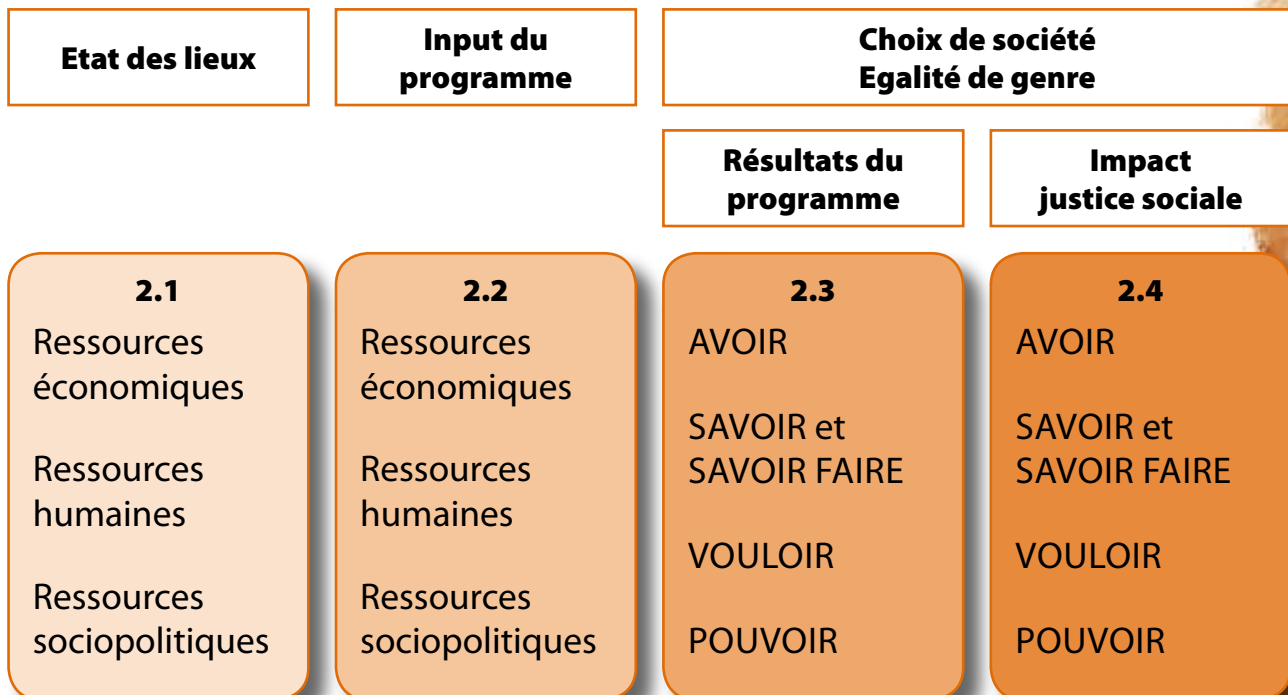 Etat des lieux
Input du
programme
Choix de société
Egalité de genre
Résultats du
programme
Impact
justice sociale
2.1
Ressources
économiques
Ressources
humaines
Ressources
sociopolitiques
2.2
Ressources
économiques
Ressources
humaines
Ressources
sociopolitiques
2.3
AVOIR
SAVOIR et
SAVOIR FAIRE
VOULOIR
POUVOIR
2.4
AVOIR
SAVOIR et
SAVOIR FAIRE
VOULOIR
POUVOIR